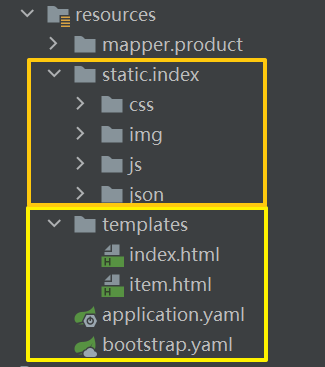 resources
mapper.product
static.index
css
img
js
json
templates
index.html
H
item.html
H
application.yaml
bootstrap.yaml